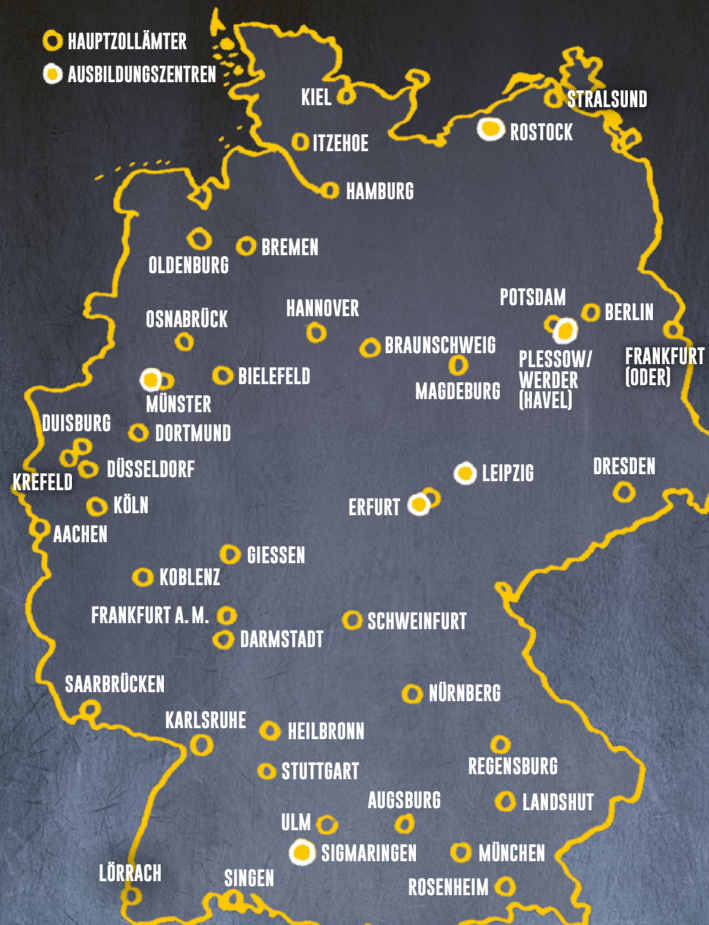 HAUPTZOLLÄMTER
AUSBILDUNGSZENTREN
KIEL
STRALSUND
ROSTOCK
ITZEHOE
HAMBURG
BREMEN
OLDENBURG
POTSDAM
HANNOVER
BERLIN
OSNABRÜCK
BRAUNSCHWEIG
PLESSOW/
WERDER
(HAVEL)
FRANKFURT
(ODER)
BIELEFELD
MAGDEBURG
MÜNSTER
DUISBURG
DORTMUND
DÜSSELDORF
KREFELD
LEIPZIG
DRESDEN
KÖLN
ERFURT
AACHEN
GIESSEN
KOBLENZ
FRANKFURT A. M.
SCHWEINFURT
DARMSTADT
SAARBRÜCKEN
NÜRNBERG
KARLSRUHE
HEILBRONN
REGENSBURG
STUTTGART
AUGSBURG
LANDSHUT
ULM
SIGMARINGEN
MÜNCHEN
LÖRRACH
SINGEN
ROSENHEIM